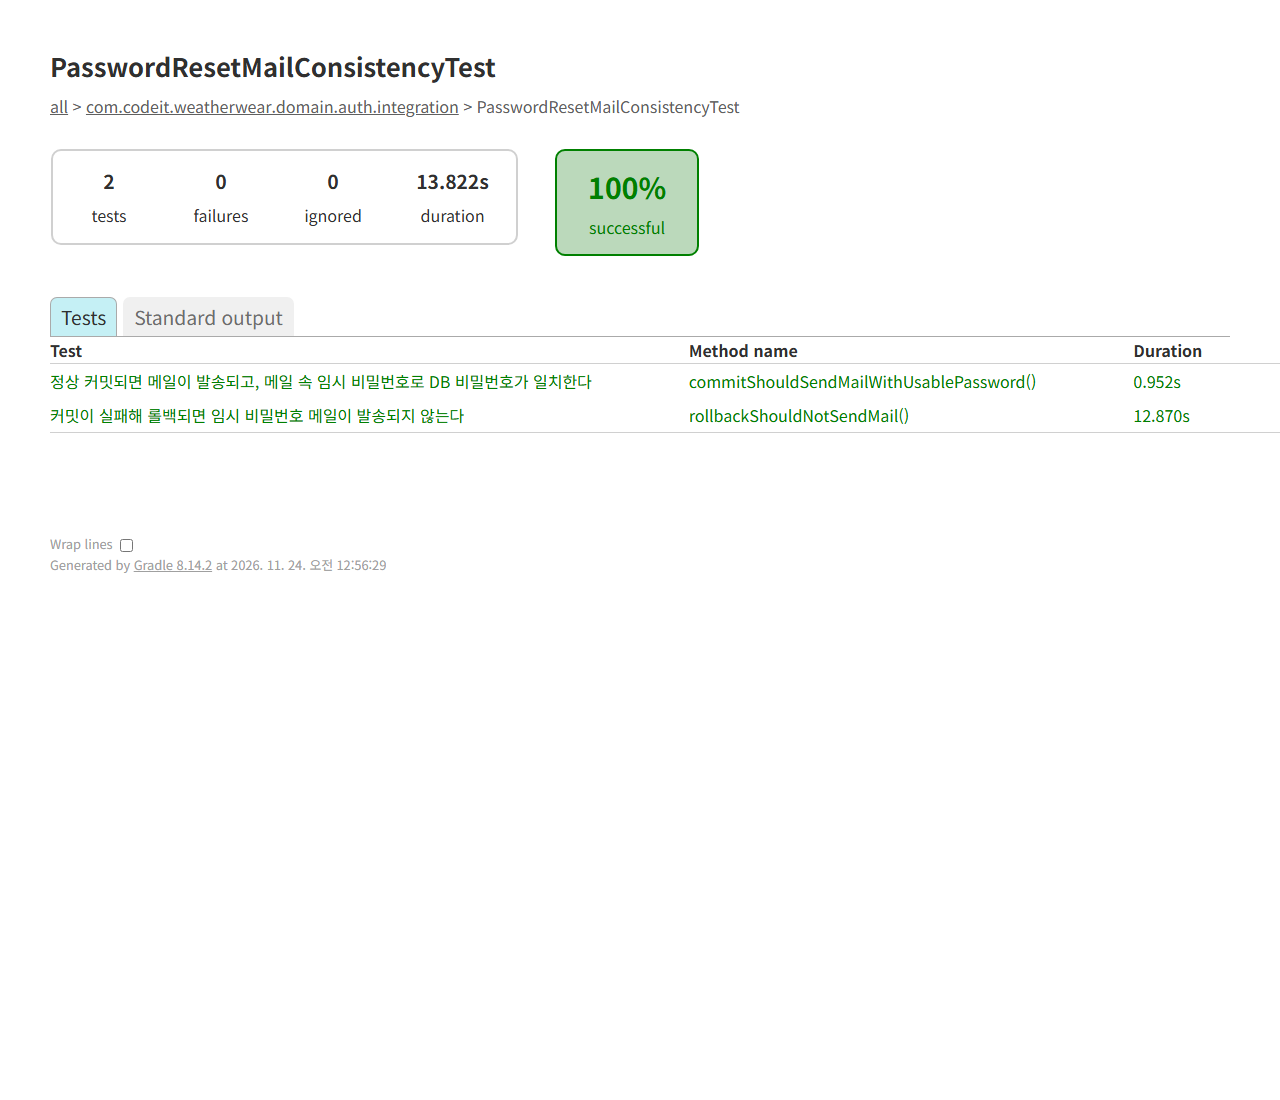 PasswordResetMailConsistencyTest
all > com.codeit.weatherwear.domain.auth.integration > PasswordResetMailConsistencyTest
2 0 0 13.822s
tests failures ignored duration
100%
successful
Tests Standard output
Test Method name Duration
정상 커밋되면 메일이 발송되고, 메일 속 임시 비밀번호로 DB 비밀번호가 일치한다 commitShouldSendMailWithUsablePassword() 0.952s
커밋이 실패해 롤백되면 임시 비밀번호 메일이 발송되지 않는다 rollbackShouldNotSendMail() 12.870s
Wrap lines
Generated by Gradle 8.14.2 at 2026. 11. 24. 오전 12:56:29